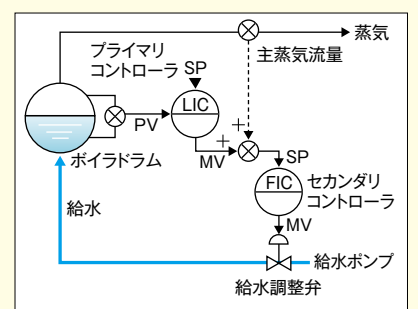 蒸気
主蒸気流量
プライマリ
コントローラ
SP
LIC
PV
MV
+
+
SP
ボイラドラム
FIC
セカンダリ
コントローラ
MV
給水
給水ポンプ
給水調整弁